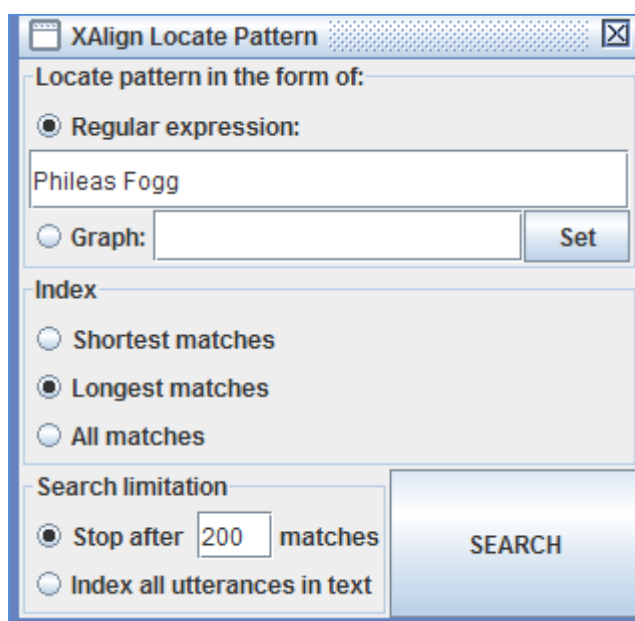 XAlign Locate Pattern
Locate pattern in the form of:
Regular expression:
Phileas Fogg
Graph: Set
Index
Shortest matches
Longest matches
All matches
Search limitation
Stop after 200 matches
SEARCH
Index all utterances in text